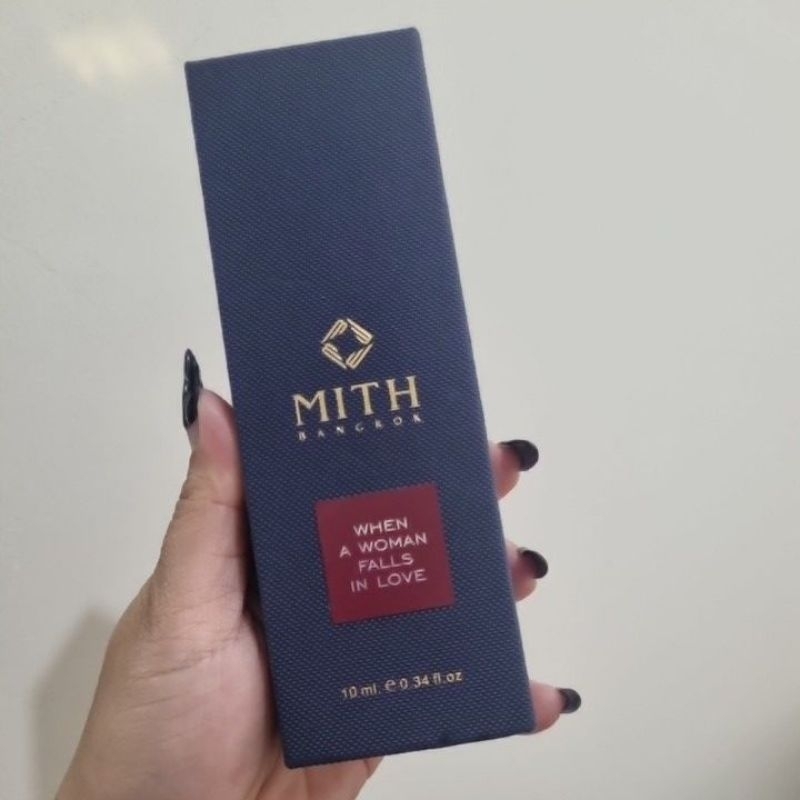 MITH
BANGKOK
WHEN
A WOMAN
FALLS
IN LOVE
10 ml. ℮ 0.34 fl.oz